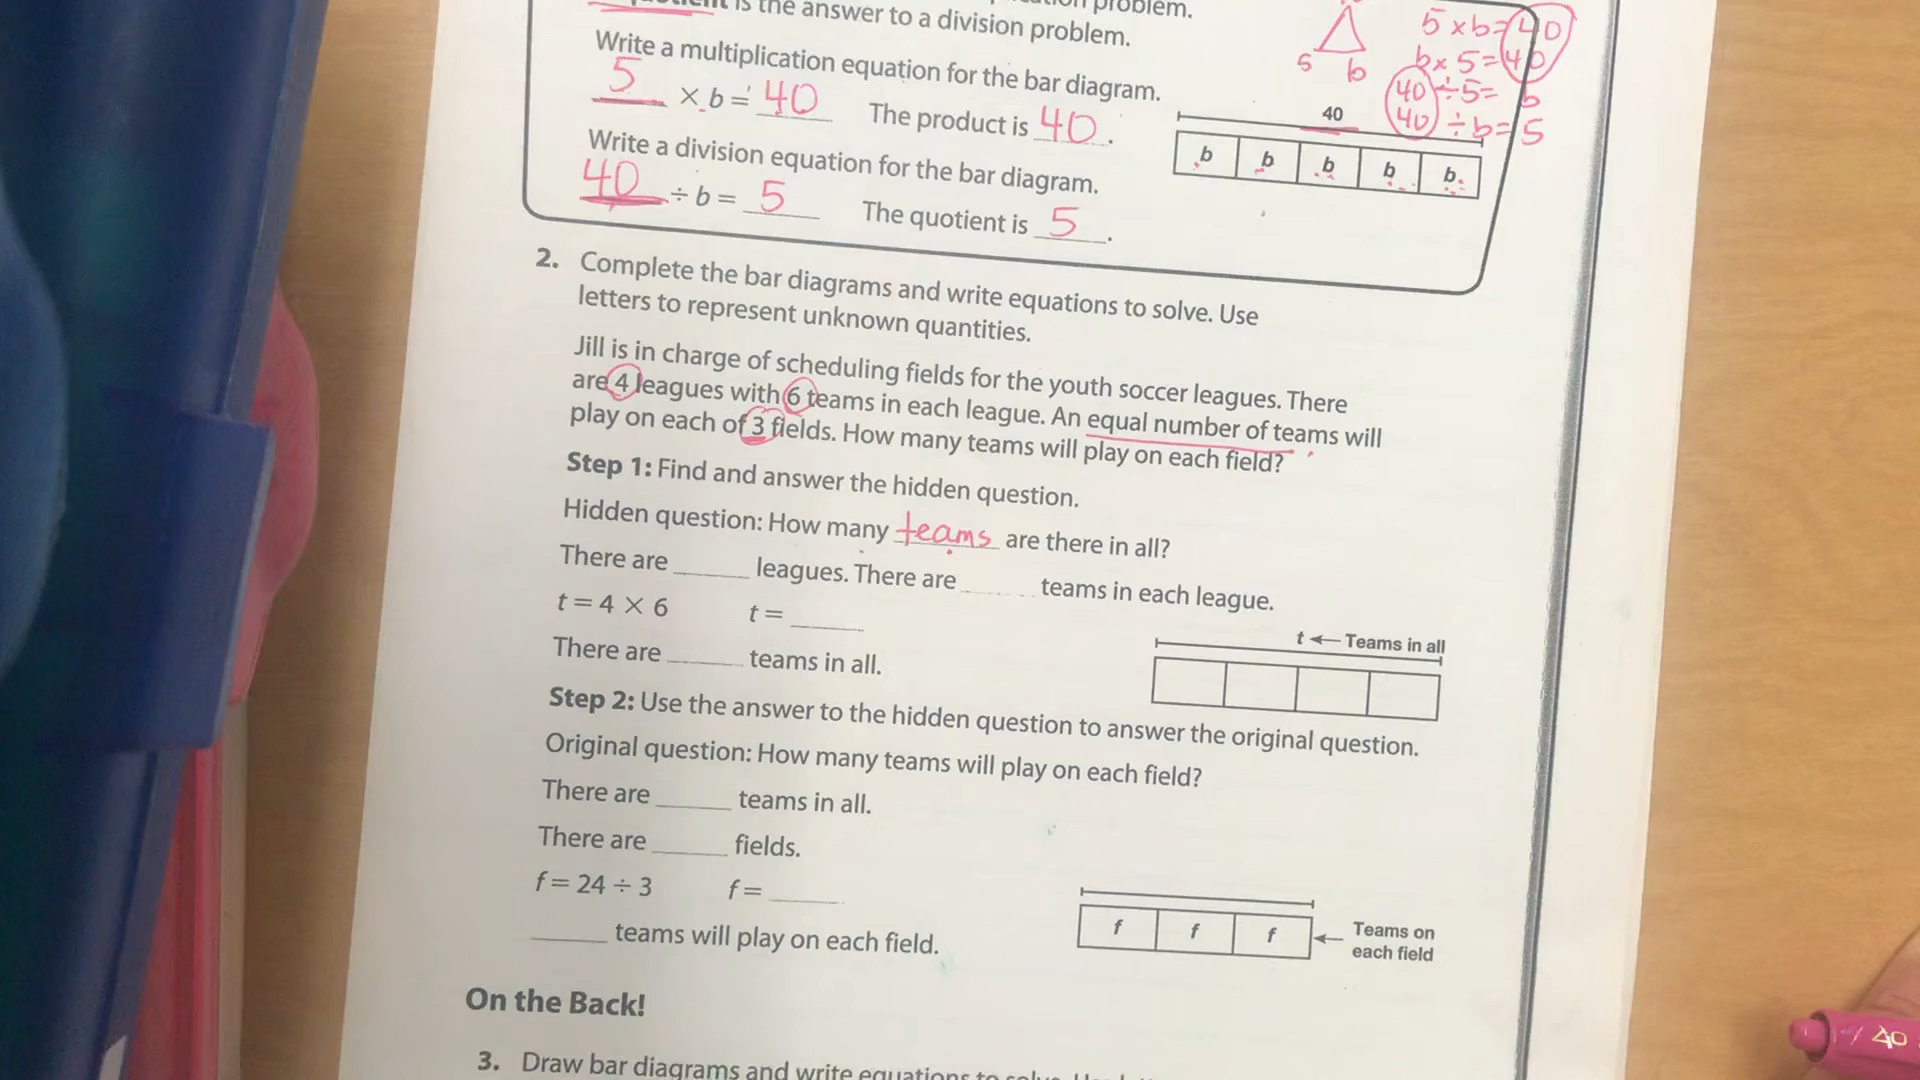 is the answer to a division problem.
problem.
5 × b = 40
b × 5 = 40
40 ÷ 5 = b
40 ÷ b = 5
5 b
Write a multiplication equation for the bar diagram.
5 × b = 40 The product is 40.
40
b b b b b
Write a division equation for the bar diagram.
40 ÷ b = 5 The quotient is 5.
2. Complete the bar diagrams and write equations to solve. Use
letters to represent unknown quantities.
Jill is in charge of scheduling fields for the youth soccer leagues. There
are 4 leagues with 6 teams in each league. An equal number of teams will
play on each of 3 fields. How many teams will play on each field?
Step 1: Find and answer the hidden question.
Hidden question: How many teams are there in all?
There are ____ leagues. There are ____ teams in each league.
t = 4 × 6 t = ____
t ← Teams in all
There are ____ teams in all.
Step 2: Use the answer to the hidden question to answer the original question.
Original question: How many teams will play on each field?
There are ____ teams in all.
There are ____ fields.
f = 24 ÷ 3 f = ____
____ teams will play on each field.
f f f ← Teams on
each field
On the Back!
3. Draw bar diagrams and write equations to solve.
40